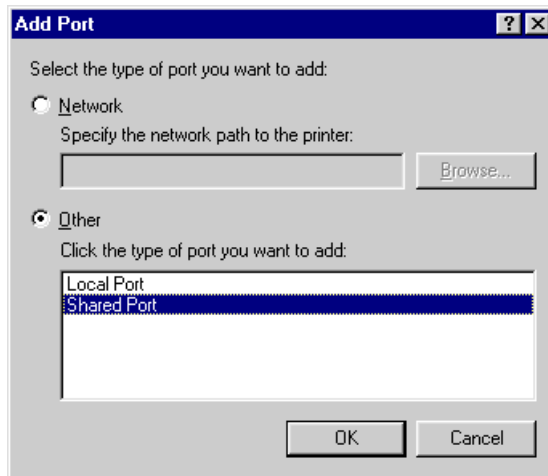 Add Port
Select the type of port you want to add:
Network
Specify the network path to the printer:
Browse...
Other
Click the type of port you want to add:
Local Port
Shared Port
OK
Cancel